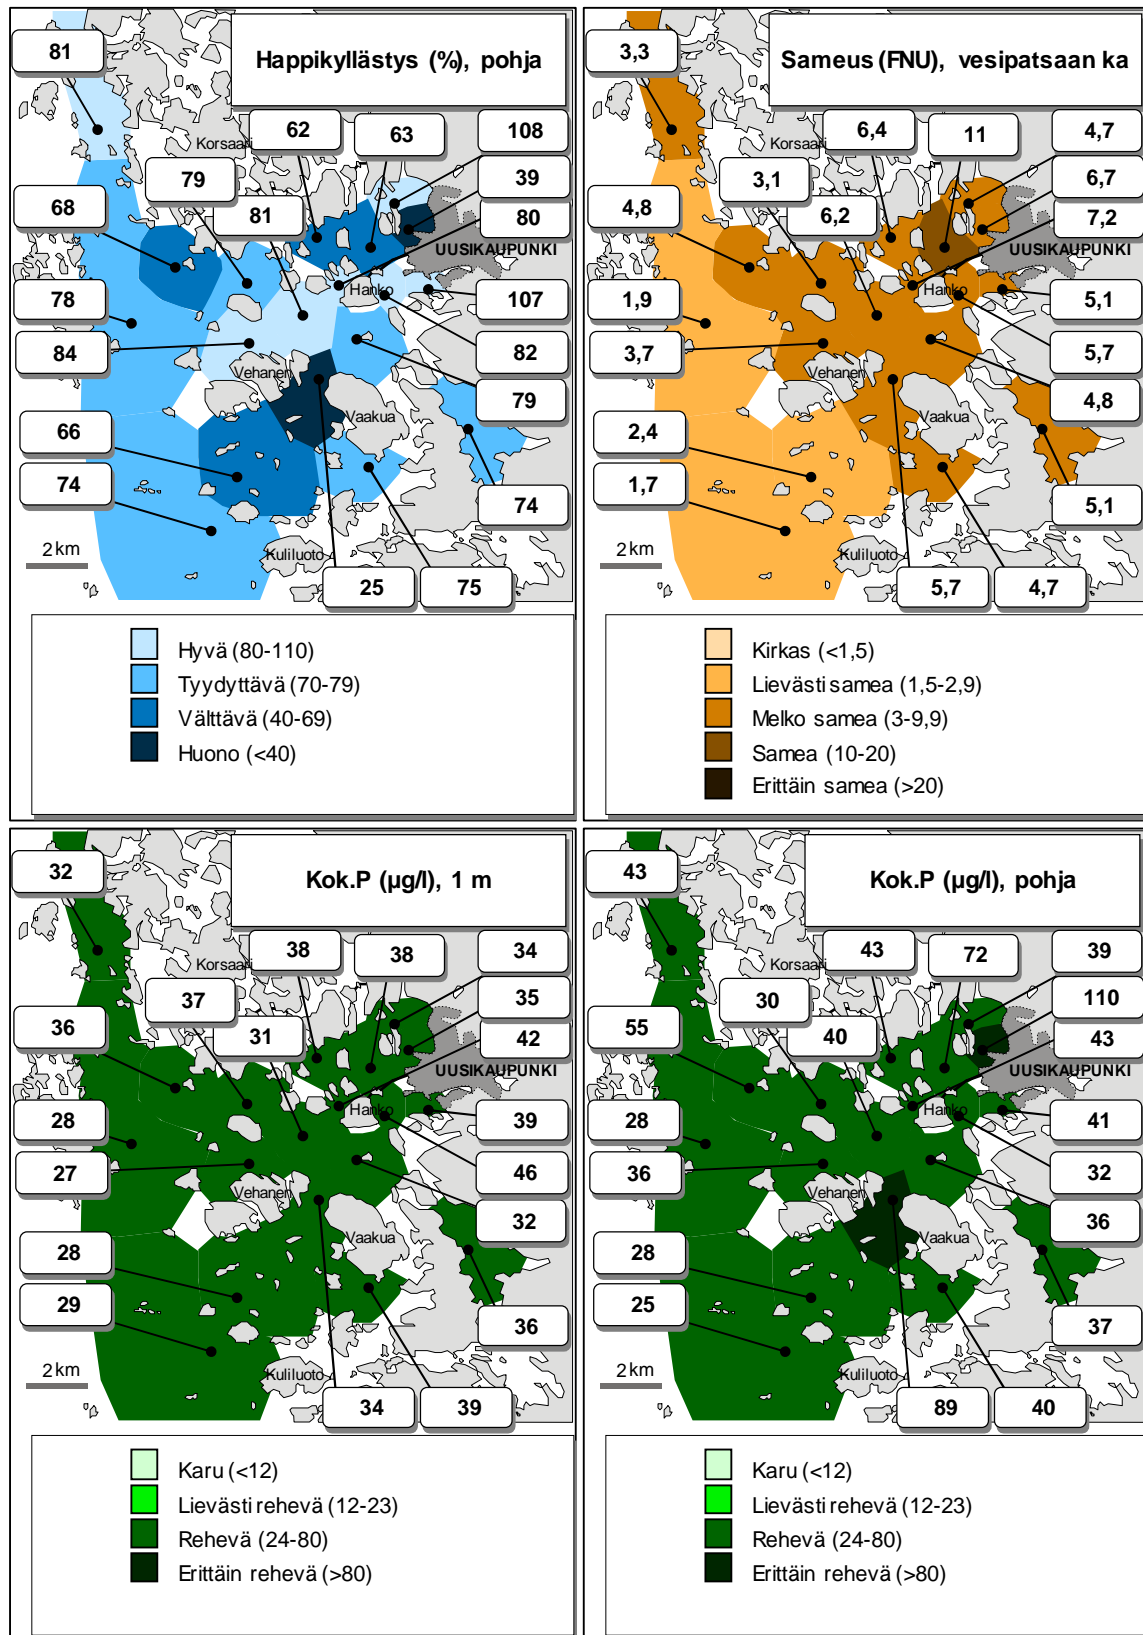 Happikyllästys (%), pohja
81
62
63
108
Korsaari
79
39
68
81
80
UUSIKAUPUNKI
Hanko
78
107
84
82
Vehanen
79
Vaakua
66
74
74
2 km
Kuliluoto
25
75
Hyvä (80-110)
Tyydyttävä (70-79)
Välttävä (40-69)
Huono (<40)
Sameus (FNU), vesipatsaan ka
3,3
6,4
11
4,7
Korsaari
3,1
6,7
4,8
6,2
7,2
UUSIKAUPUNKI
Hanko
1,9
5,1
3,7
5,7
Vehanen
4,8
Vaakua
2,4
1,7
5,1
2 km
Kuliluoto
5,7
4,7
Kirkas (<1,5)
Lievästi samea (1,5-2,9)
Melko samea (3-9,9)
Samea (10-20)
Erittäin samea (>20)
Kok.P (µg/l), 1 m
32
38
38
34
Korsaari
37
35
36
31
42
UUSIKAUPUNKI
Hanko
28
39
27
46
Vehanen
32
Vaakua
28
29
36
2 km
Kuliluoto
34
39
Karu (<12)
Lievästi rehevä (12-23)
Rehevä (24-80)
Erittäin rehevä (>80)
Kok.P (µg/l), pohja
43
43
72
39
Korsaari
30
110
55
40
43
UUSIKAUPUNKI
Hanko
28
41
36
32
Vehanen
36
Vaakua
28
25
37
2 km
Kuliluoto
89
40
Karu (<12)
Lievästi rehevä (12-23)
Rehevä (24-80)
Erittäin rehevä (>80)